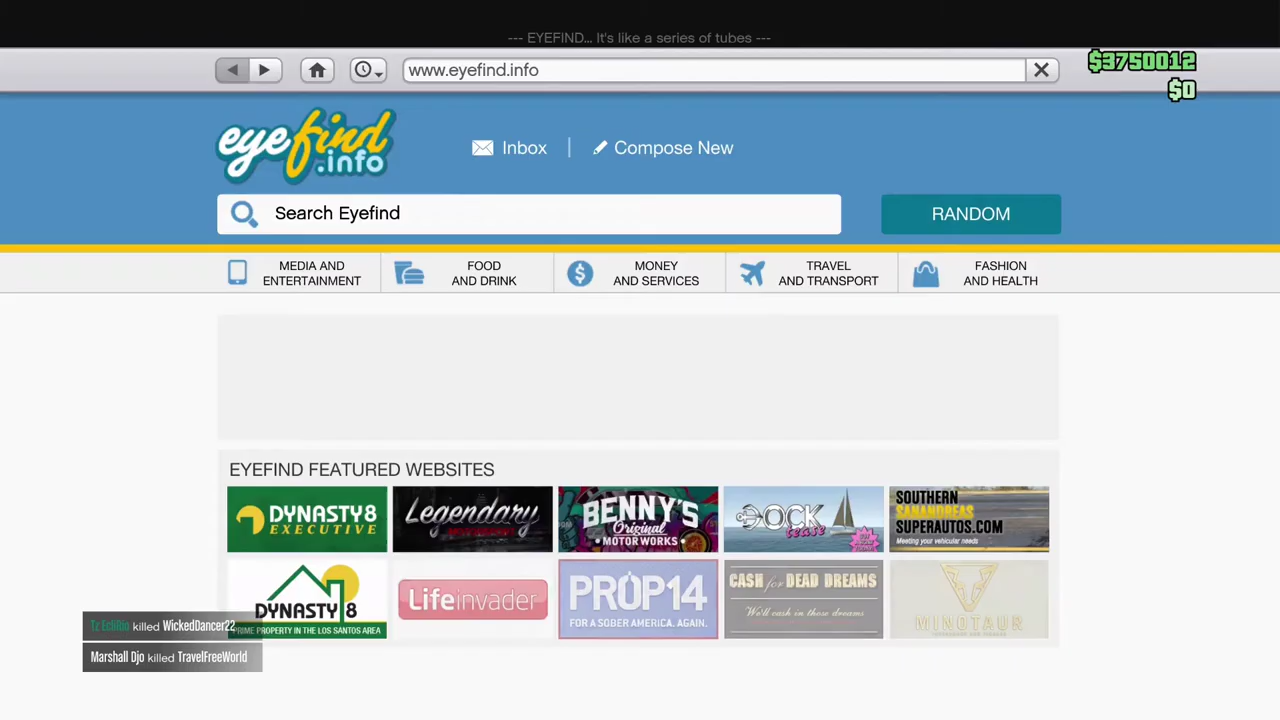 --- EYEFIND... It's like a series of tubes ---
www.eyefind.info
$3750012
$0
eyefind
.info
Inbox
Compose New
Search Eyefind
RANDOM
MEDIA AND
ENTERTAINMENT
FOOD
AND DRINK
MONEY
AND SERVICES
TRAVEL
AND TRANSPORT
FASHION
AND HEALTH
EYEFIND FEATURED WEBSITES
DYNASTY8
EXECUTIVE
Legendary
BENNY'S
Original
MOTOR WORKS
DOCK
tease
SOUTHERN
SANANDREAS
SUPERAUTOS.COM
Meeting your vehicular needs
DYNASTY 8
PRIME PROPERTY IN THE LOS SANTOS AREA
Lifeinvader
PROP14
FOR A SOBER AMERICA. AGAIN.
CASH for DEAD DREAMS
We'll cash in those dreams
MINOTAUR
killed WickedDancer22
Marshall Djo killed TravelFreeWorld